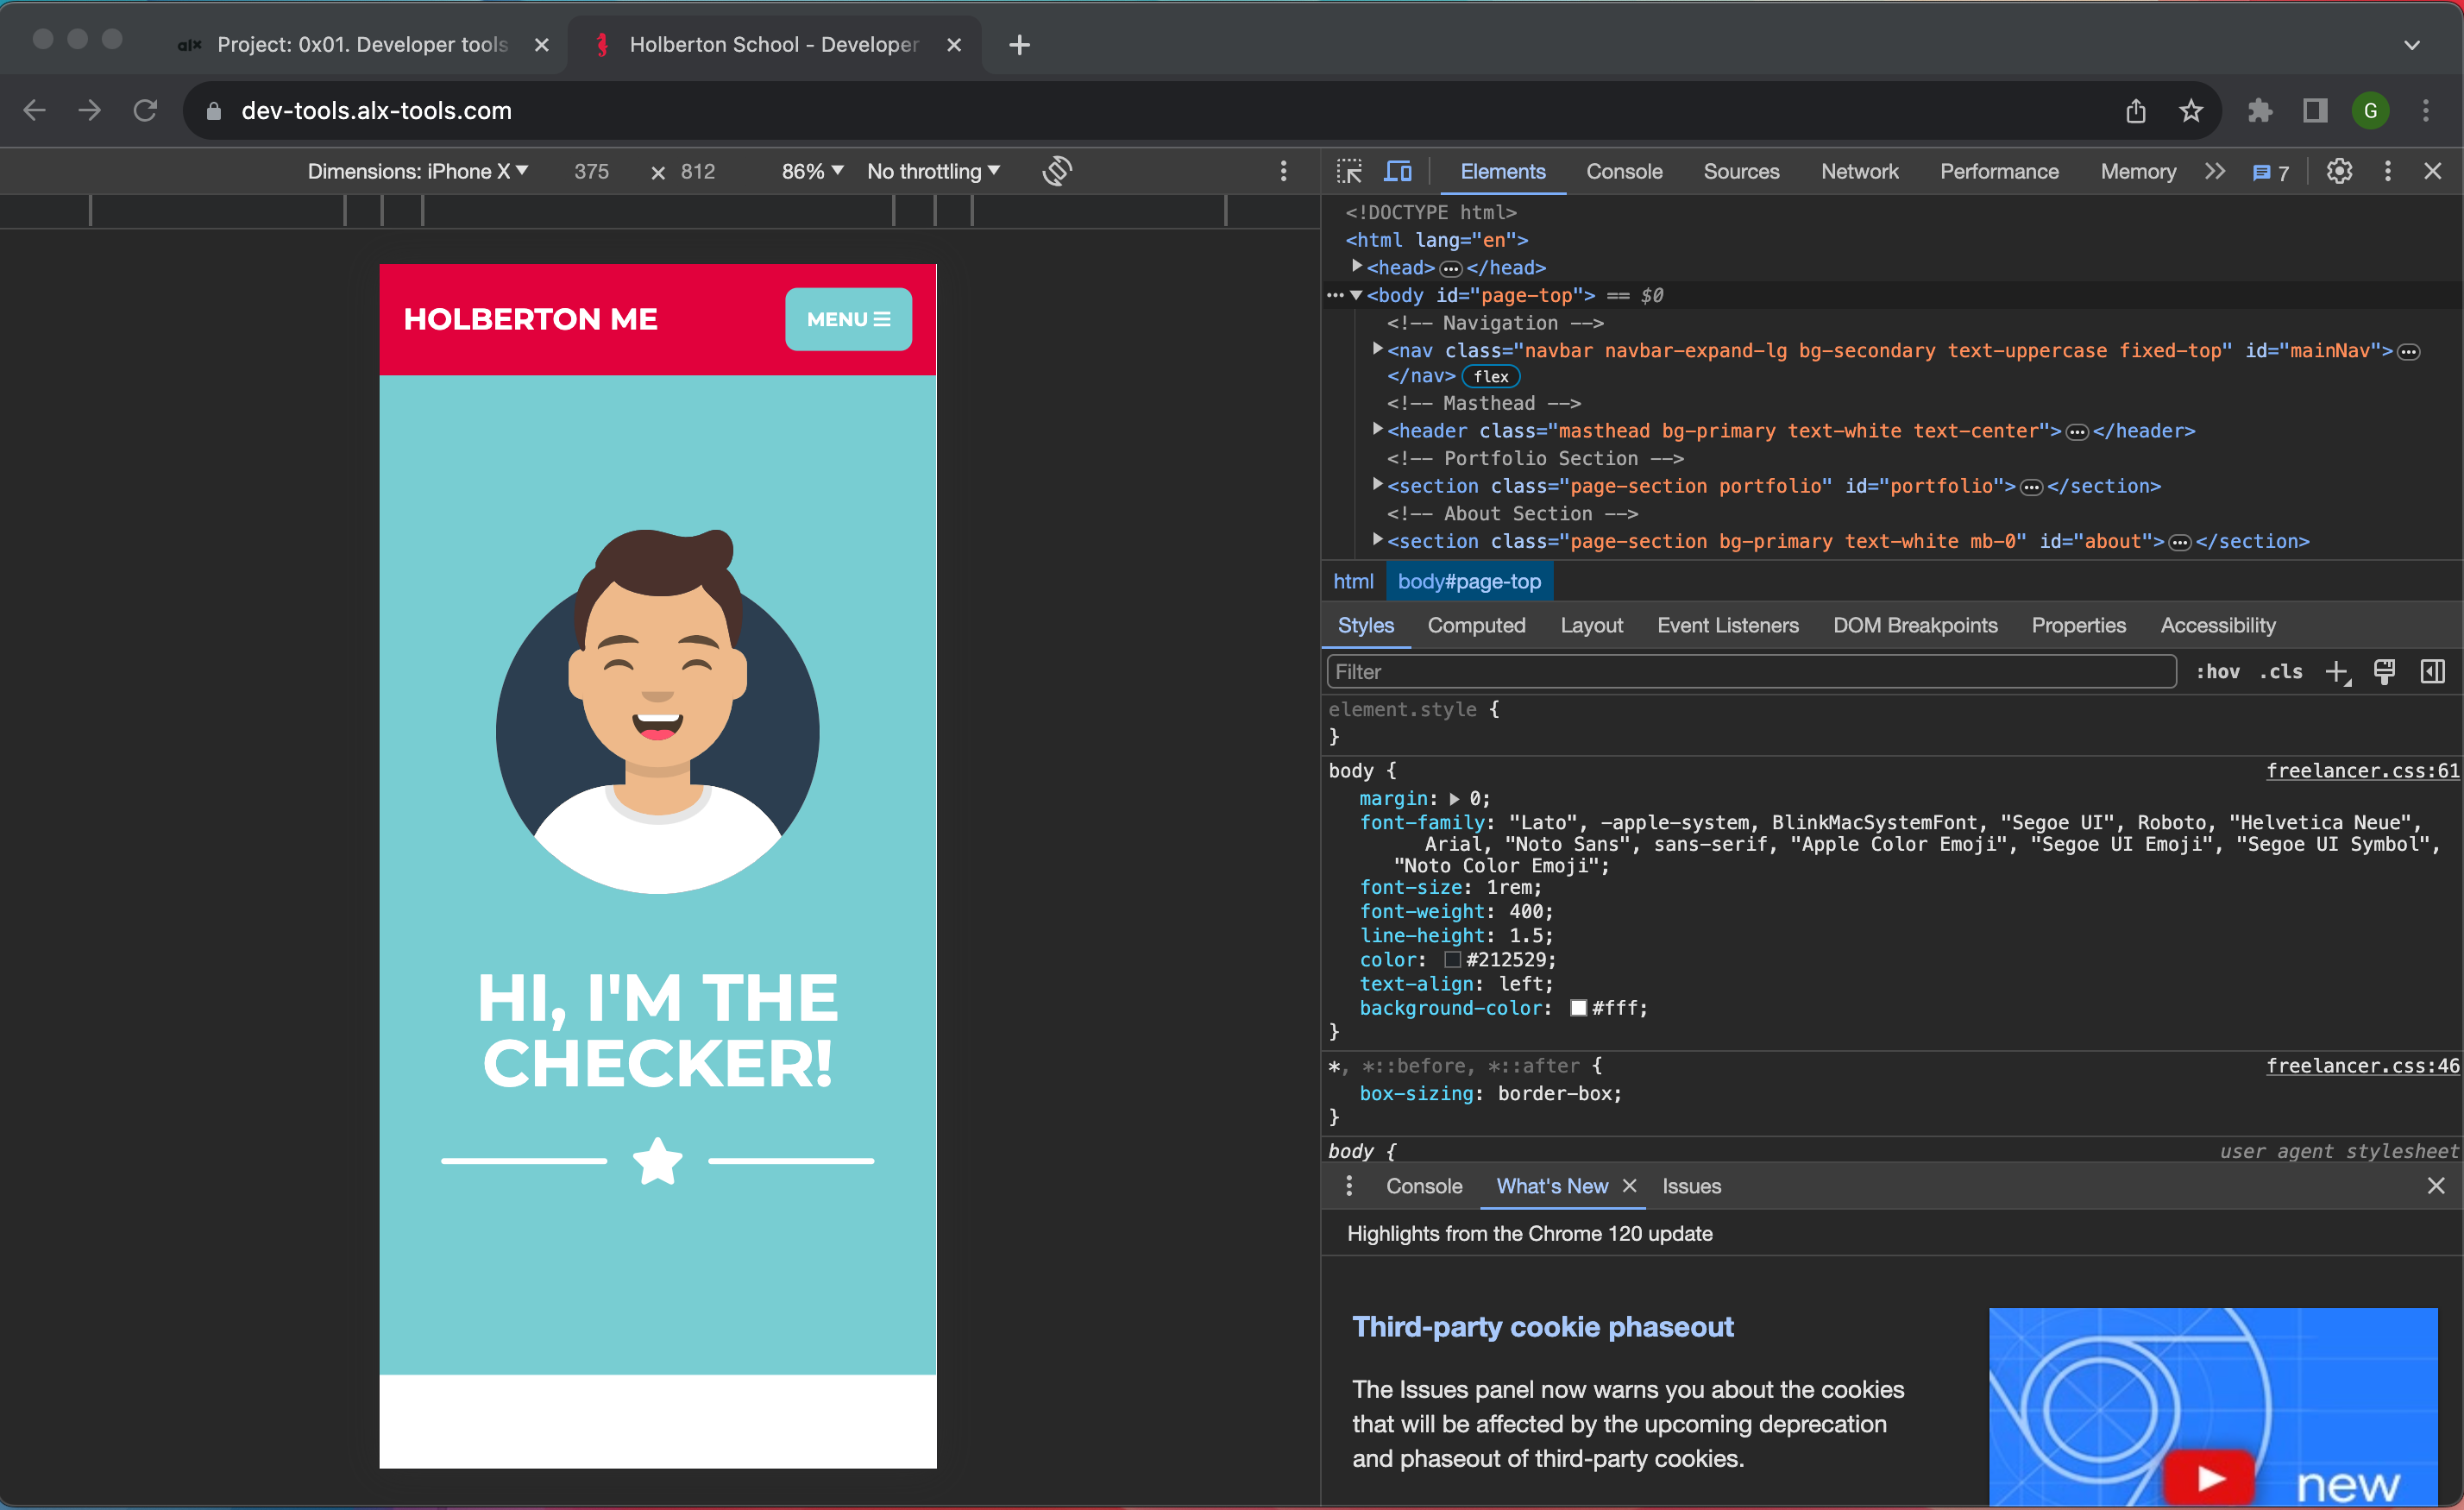 alx Project: 0x01. Developer tools
Holberton School - Developer
dev-tools.alx-tools.com
G
Dimensions: iPhone X 375 × 812 86% No throttling
Elements Console Sources Network Performance Memory 7
HOLBERTON ME
MENU
HI, I'M THE
CHECKER!
<!DOCTYPE html>
<html lang="en">
<head>…</head>
<body id="page-top"> == $0
<!-- Navigation -->
<nav class="navbar navbar-expand-lg bg-secondary text-uppercase fixed-top" id="mainNav">…
</nav> flex
<!-- Masthead -->
<header class="masthead bg-primary text-white text-center">…</header>
<!-- Portfolio Section -->
<section class="page-section portfolio" id="portfolio">…</section>
<!-- About Section -->
<section class="page-section bg-primary text-white mb-0" id="about">…</section>
html body#page-top
Styles Computed Layout Event Listeners DOM Breakpoints Properties Accessibility
Filter :hov .cls
element.style {
}
body { freelancer.css:61
margin: 0;
font-family: "Lato", -apple-system, BlinkMacSystemFont, "Segoe UI", Roboto, "Helvetica Neue",
Arial, "Noto Sans", sans-serif, "Apple Color Emoji", "Segoe UI Emoji", "Segoe UI Symbol",
"Noto Color Emoji";
font-size: 1rem;
font-weight: 400;
line-height: 1.5;
color: #212529;
text-align: left;
background-color: #fff;
}
*, *::before, *::after { freelancer.css:46
box-sizing: border-box;
}
body { user agent stylesheet
Console What's New Issues
Highlights from the Chrome 120 update
Third-party cookie phaseout
The Issues panel now warns you about the cookies
that will be affected by the upcoming deprecation
and phaseout of third-party cookies.
new